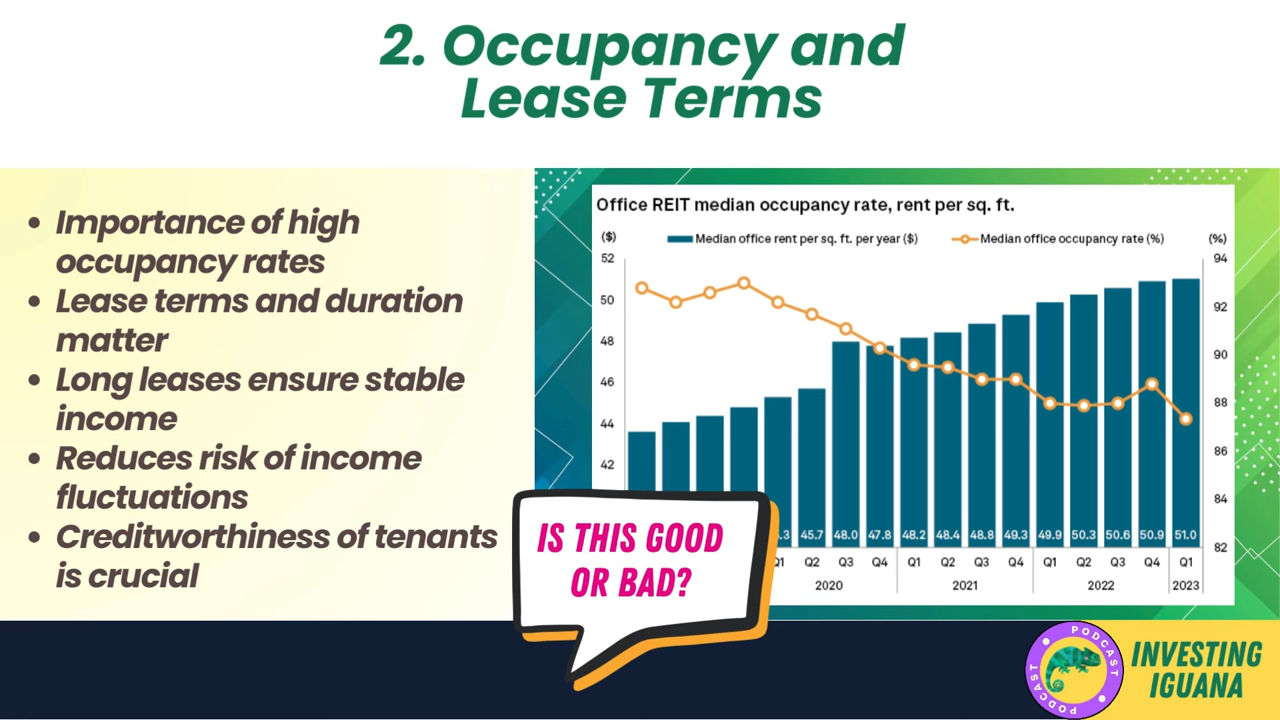 2. Occupancy and
Lease Terms
• Importance of high
occupancy rates
• Lease terms and duration
matter
• Long leases ensure stable
income
• Reduces risk of income
fluctuations
• Creditworthiness of tenants
is crucial
Office REIT median occupancy rate, rent per sq. ft.
($) Median office rent per sq. ft. per year ($) Median office occupancy rate (%) (%)
52 94
50 92
48 90
46 88
44 86
42 84
82
.3 45.7 48.0 47.8 48.2 48.4 48.8 49.3 49.9 50.3 50.6 50.9 51.0
Q1 Q2 Q3 Q4 Q1 Q2 Q3 Q4 Q1 Q2 Q3 Q4 Q1
2020 2021 2022 2023
IS THIS GOOD
OR BAD?
PODCAST
PODCAST
INVESTING
IGUANA